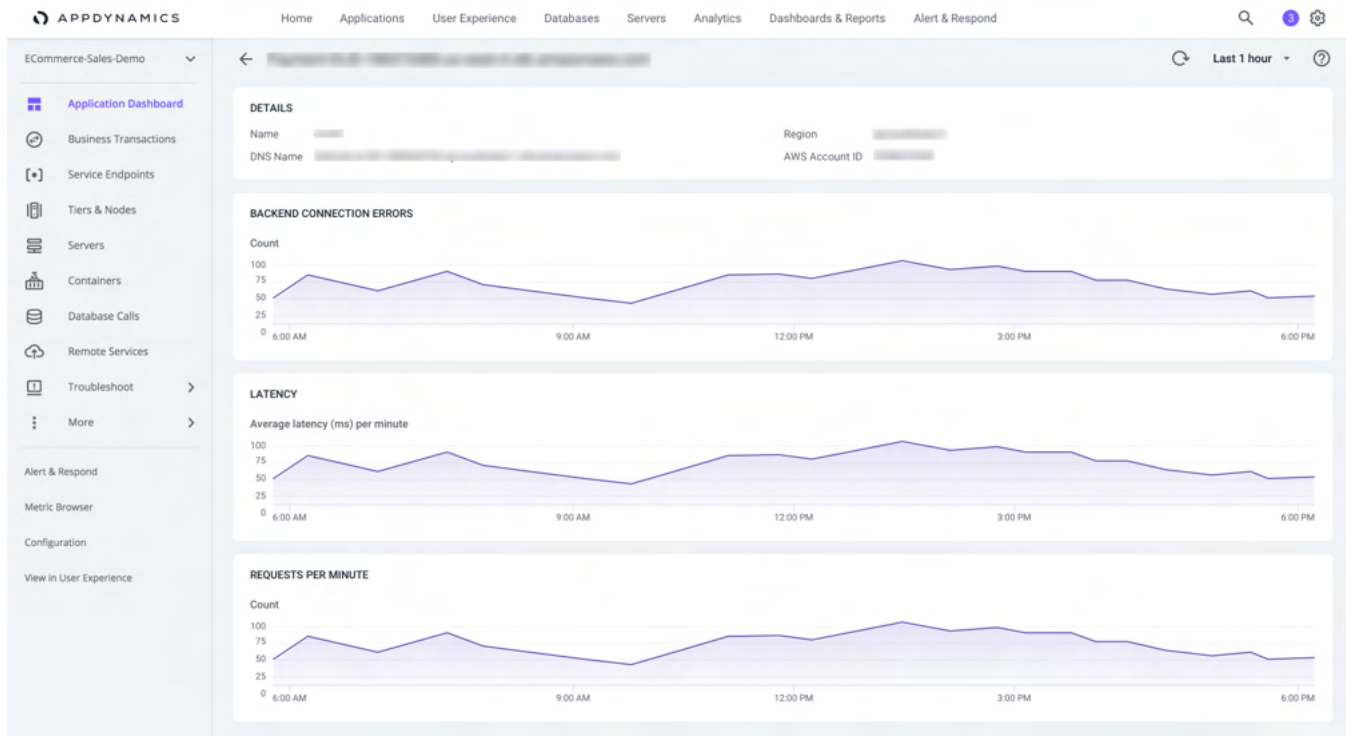 APPDYNAMICS
Home Applications User Experience Databases Servers Analytics Dashboards & Reports Alert & Respond 3
ECommerce-Sales-Demo
Last 1 hour
Application Dashboard
Business Transactions
Service Endpoints
Tiers & Nodes
Servers
Containers
Database Calls
Remote Services
Troubleshoot
More
Alert & Respond
Metric Browser
Configuration
View in User Experience
DETAILS
Name Region
DNS Name AWS Account ID
BACKEND CONNECTION ERRORS
Count
100
75
50
25
0
6:00 AM 9:00 AM 12:00 PM 3:00 PM 6:00 PM
LATENCY
Average latency (ms) per minute
100
75
50
25
0
6:00 AM 9:00 AM 12:00 PM 3:00 PM 6:00 PM
REQUESTS PER MINUTE
Count
100
75
50
25
0
6:00 AM 9:00 AM 12:00 PM 3:00 PM 6:00 PM